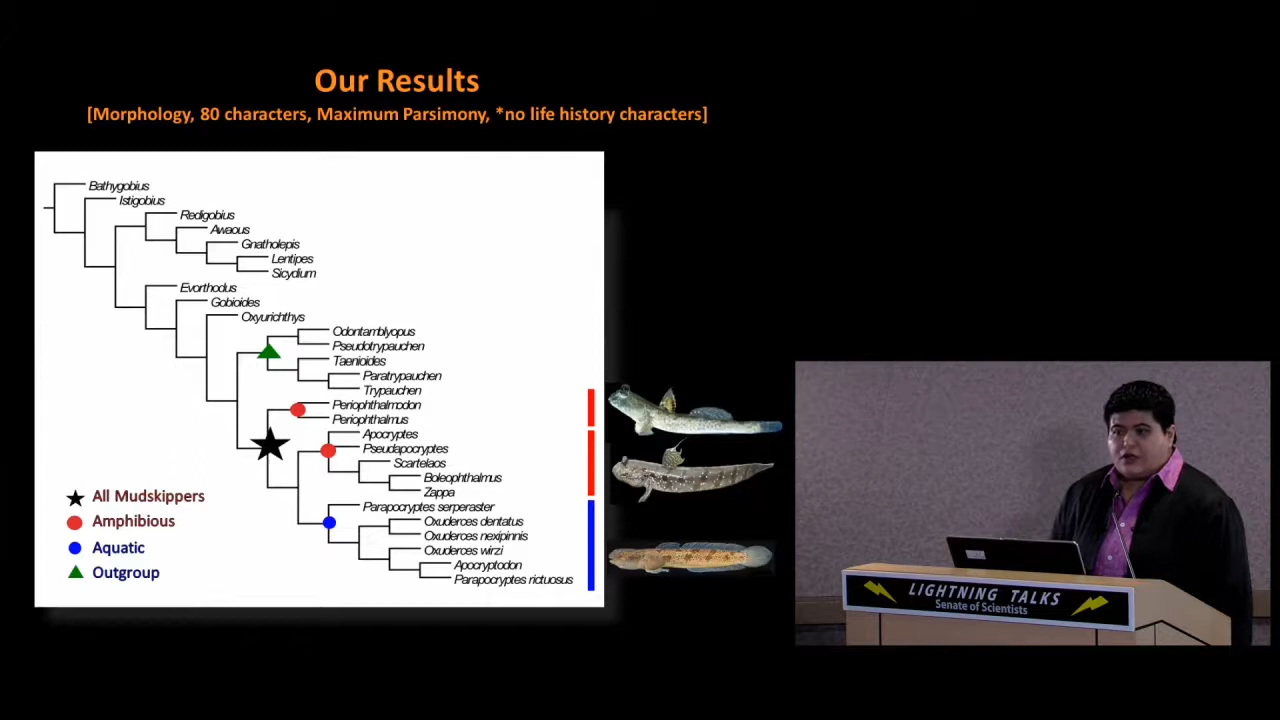 Our Results
[Morphology, 80 characters, Maximum Parsimony, *no life history characters]
Bathygobius
Istigobius
Redigobius
Awaous
Gnatholepis
Lentipes
Sicydium
Evorthodus
Gobioides
Oxyurichthys
Odontamblyopus
Pseudotrypauchen
Taenioides
Paratrypauchen
Trypauchen
Periophthalmodon
Periophthalmus
Apocryptes
Pseudapocryptes
Scartelaos
Boleophthalmus
Zappa
Parapocryptes serperaster
Oxuderces dentatus
Oxuderces nexipinnis
Oxuderces wirzi
Apocryptodon
Parapocryptes rictuosus
All Mudskippers
Amphibious
Aquatic
Outgroup
LIGHTNING TALKS
Senate of Scientists